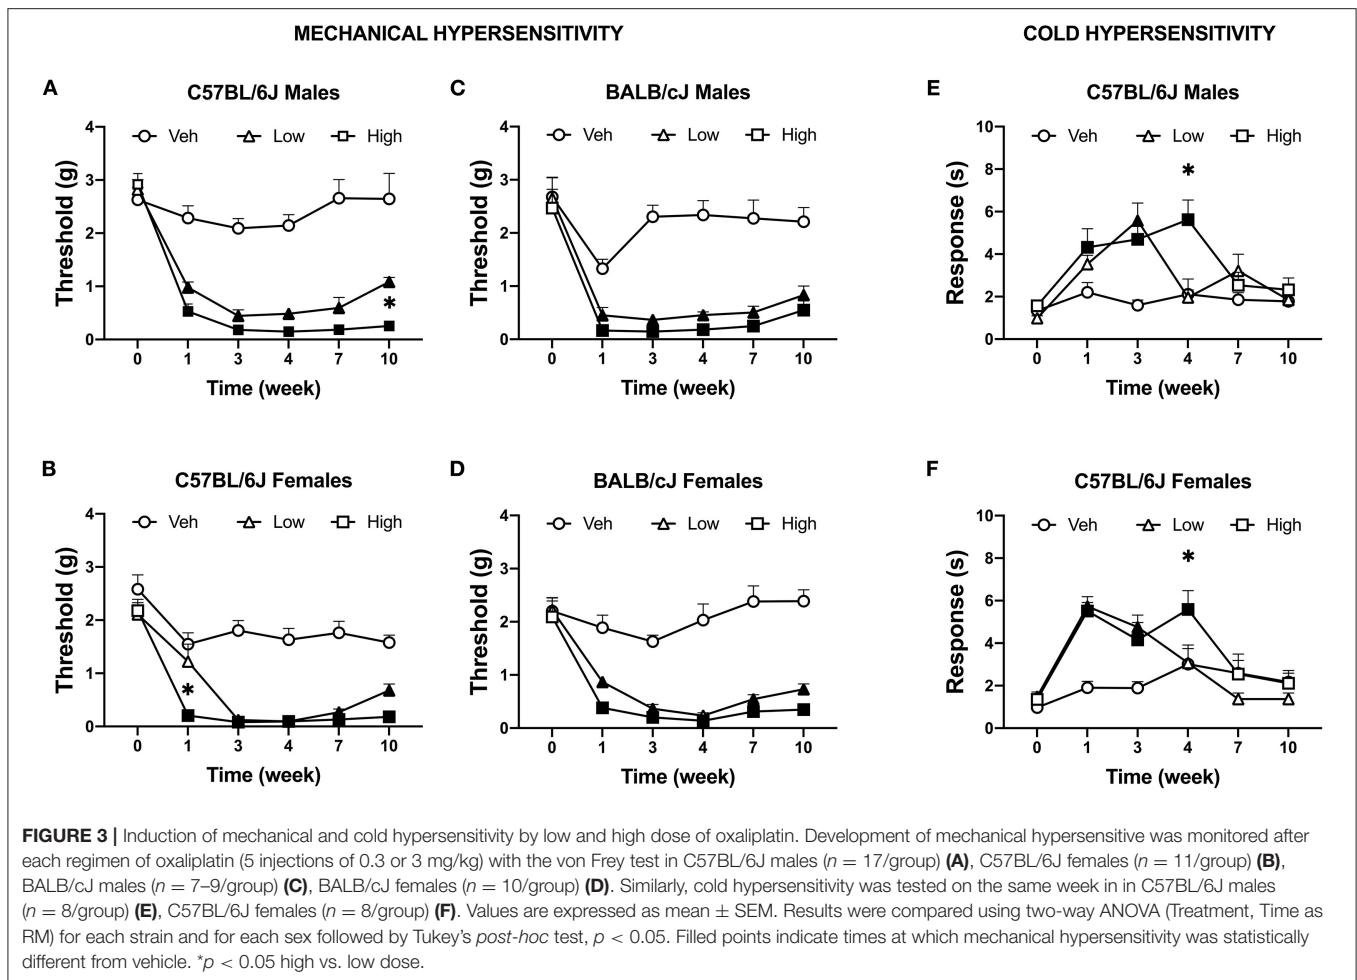 MECHANICAL HYPERSENSITIVITY
COLD HYPERSENSITIVITY
A
C57BL/6J Males
Veh Low High
Threshold (g)
4
3
2
1
0
0 1 3 4 7 10
Time (week)
*
C
BALB/cJ Males
Veh Low High
Threshold (g)
4
3
2
1
0
0 1 3 4 7 10
Time (week)
E
C57BL/6J Males
Veh Low High
Response (s)
10
8
6
4
2
0
0 1 3 4 7 10
Time (week)
*
B
C57BL/6J Females
Veh Low High
Threshold (g)
4
3
2
1
0
0 1 3 4 7 10
Time (week)
*
D
BALB/cJ Females
Veh Low High
Threshold (g)
4
3
2
1
0
0 1 3 4 7 10
Time (week)
F
C57BL/6J Females
Veh Low High
Response (s)
10
8
6
4
2
0
0 1 3 4 7 10
Time (week)
*
FIGURE 3 | Induction of mechanical and cold hypersensitivity by low and high dose of oxaliplatin. Development of mechanical hypersensitive was monitored after
each regimen of oxaliplatin (5 injections of 0.3 or 3 mg/kg) with the von Frey test in C57BL/6J males (n = 17/group) (A), C57BL/6J females (n = 11/group) (B),
BALB/cJ males (n = 7–9/group) (C), BALB/cJ females (n = 10/group) (D). Similarly, cold hypersensitivity was tested on the same week in in C57BL/6J males
(n = 8/group) (E), C57BL/6J females (n = 8/group) (F). Values are expressed as mean ± SEM. Results were compared using two-way ANOVA (Treatment, Time as
RM) for each strain and for each sex followed by Tukey's post-hoc test, p < 0.05. Filled points indicate times at which mechanical hypersensitivity was statistically
different from vehicle. *p < 0.05 high vs. low dose.